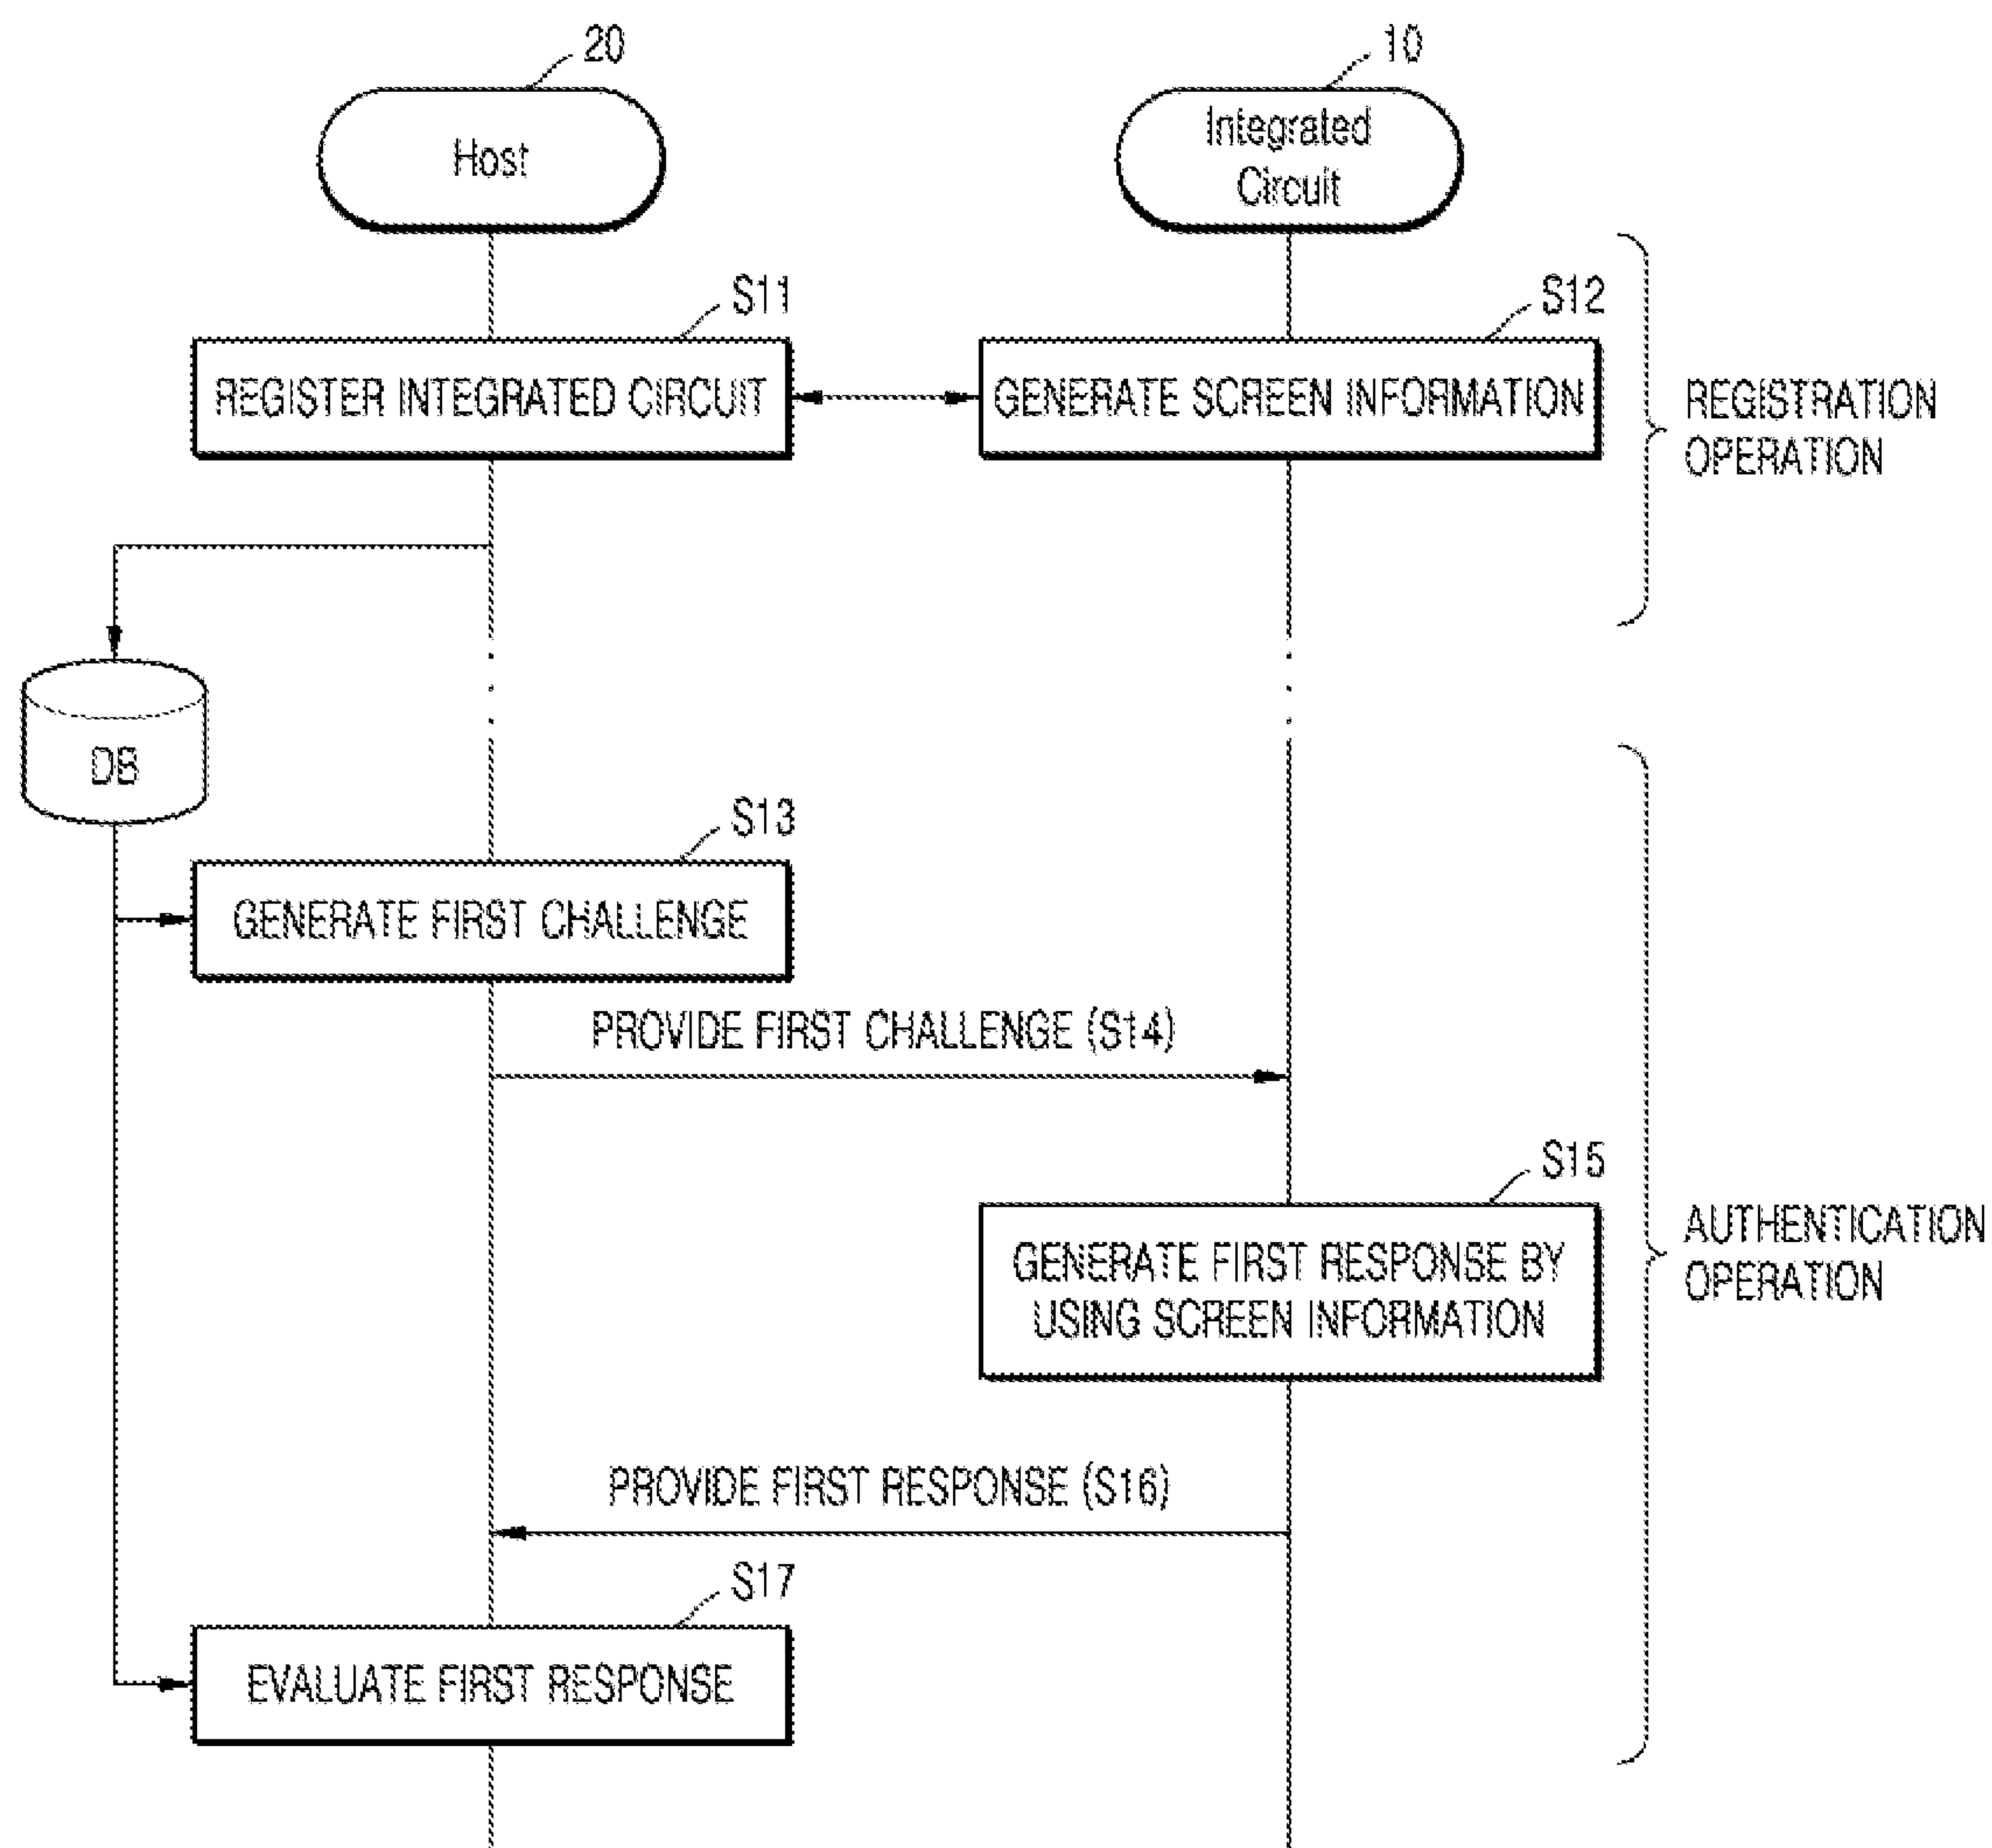 20
10
Host
Integrated
Circuit
S11
S12
REGISTER INTEGRATED CIRCUIT
GENERATE SCREEN INFORMATION
REGISTRATION
OPERATION
DB
S13
GENERATE FIRST CHALLENGE
PROVIDE FIRST CHALLENGE (S14)
S15
GENERATE FIRST RESPONSE BY
USING SCREEN INFORMATION
AUTHENTICATION
OPERATION
PROVIDE FIRST RESPONSE (S16)
S17
EVALUATE FIRST RESPONSE